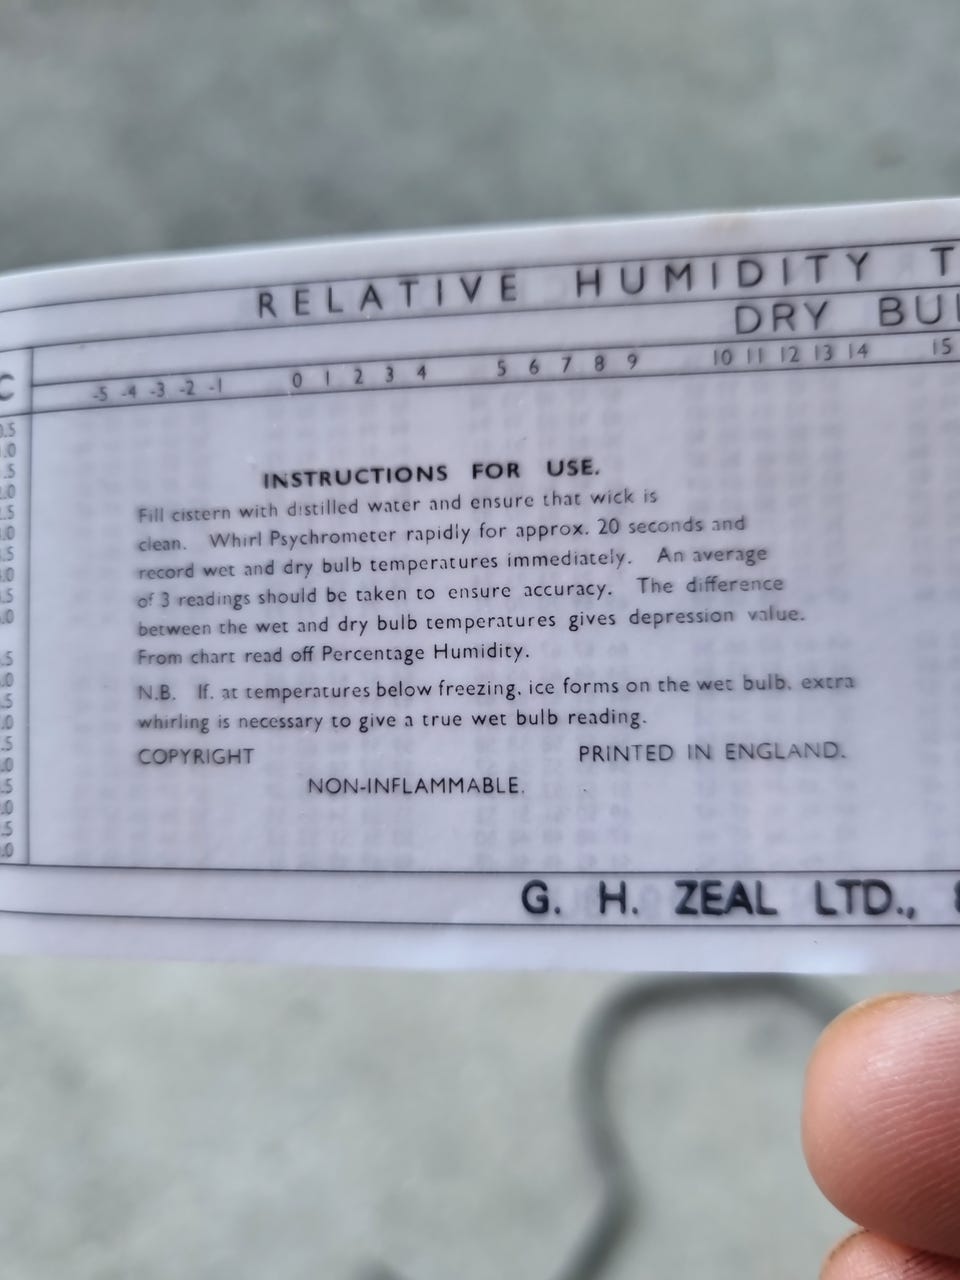 RELATIVE HUMIDITY T
DRY BUL
C
-5 -4 -3 -2 -1 0 1 2 3 4 5 6 7 8 9 10 11 12 13 14 15
INSTRUCTIONS FOR USE.
Fill cistern with distilled water and ensure that wick is
clean. Whirl Psychrometer rapidly for approx. 20 seconds and
record wet and dry bulb temperatures immediately. An average
of 3 readings should be taken to ensure accuracy. The difference
between the wet and dry bulb temperatures gives depression value.
From chart read off Percentage Humidity.
N.B. If, at temperatures below freezing, ice forms on the wet bulb, extra
whirling is necessary to give a true wet bulb reading.
COPYRIGHT PRINTED IN ENGLAND.
NON-INFLAMMABLE.
G. H. ZEAL LTD.,